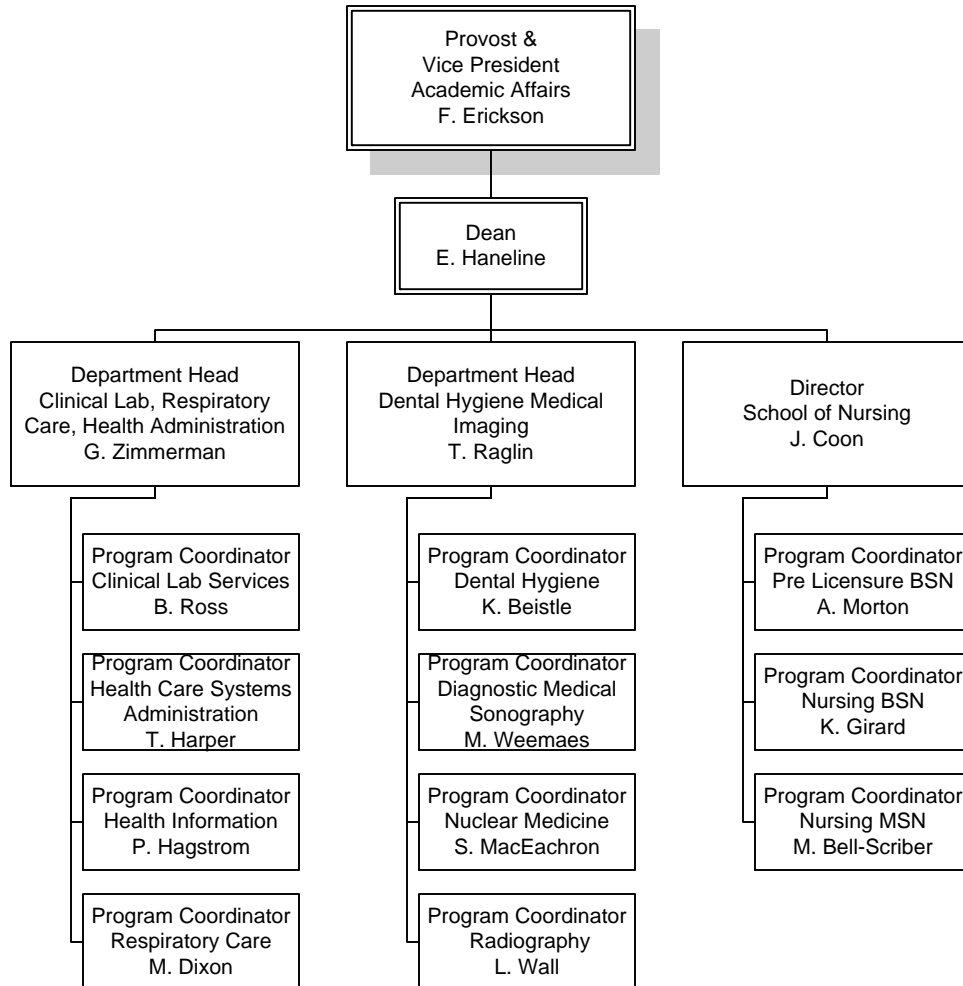 Provost &
Vice President
Academic Affairs
F. Erickson
Dean
E. Haneline
Department Head
Clinical Lab, Respiratory
Care, Health Administration
G. Zimmerman
Department Head
Dental Hygiene Medical
Imaging
T. Raglin
Director
School of Nursing
J. Coon
Program Coordinator
Clinical Lab Services
B. Ross
Program Coordinator
Health Care Systems
Administration
T. Harper
Program Coordinator
Health Information
P. Hagstrom
Program Coordinator
Respiratory Care
M. Dixon
Program Coordinator
Dental Hygiene
K. Beistle
Program Coordinator
Diagnostic Medical
Sonography
M. Weemaes
Program Coordinator
Nuclear Medicine
S. MacEachron
Program Coordinator
Radiography
L. Wall
Program Coordinator
Pre Licensure BSN
A. Morton
Program Coordinator
Nursing BSN
K. Girard
Program Coordinator
Nursing MSN
M. Bell-Scriber